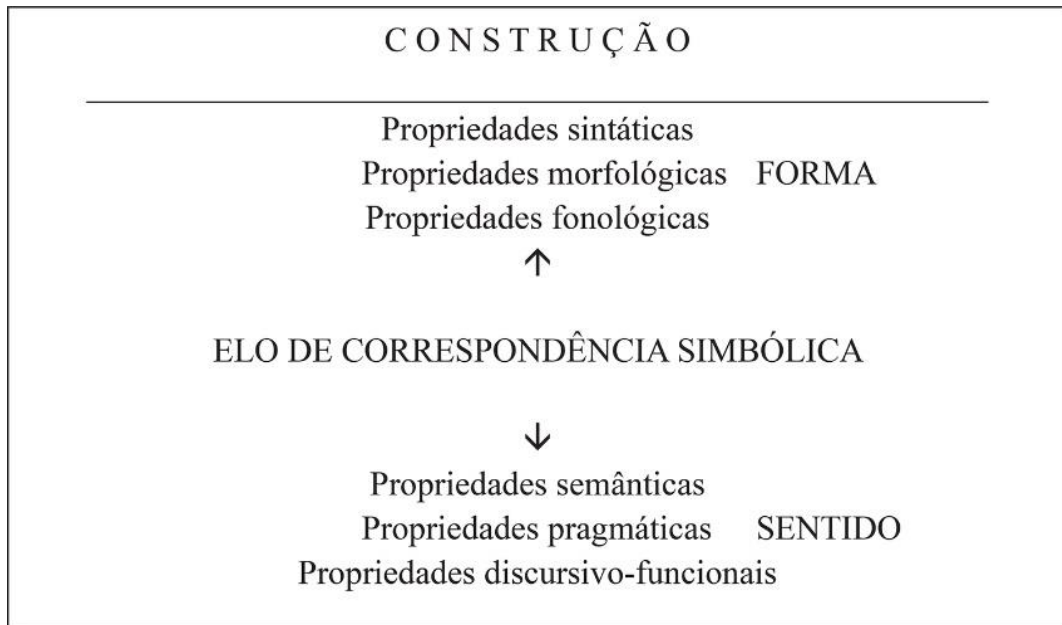 CONSTRUÇÃO
Propriedades sintáticas
Propriedades morfológicas FORMA
Propriedades fonológicas
↑
ELO DE CORRESPONDÊNCIA SIMBÓLICA
↓
Propriedades semânticas
Propriedades pragmáticas SENTIDO
Propriedades discursivo-funcionais